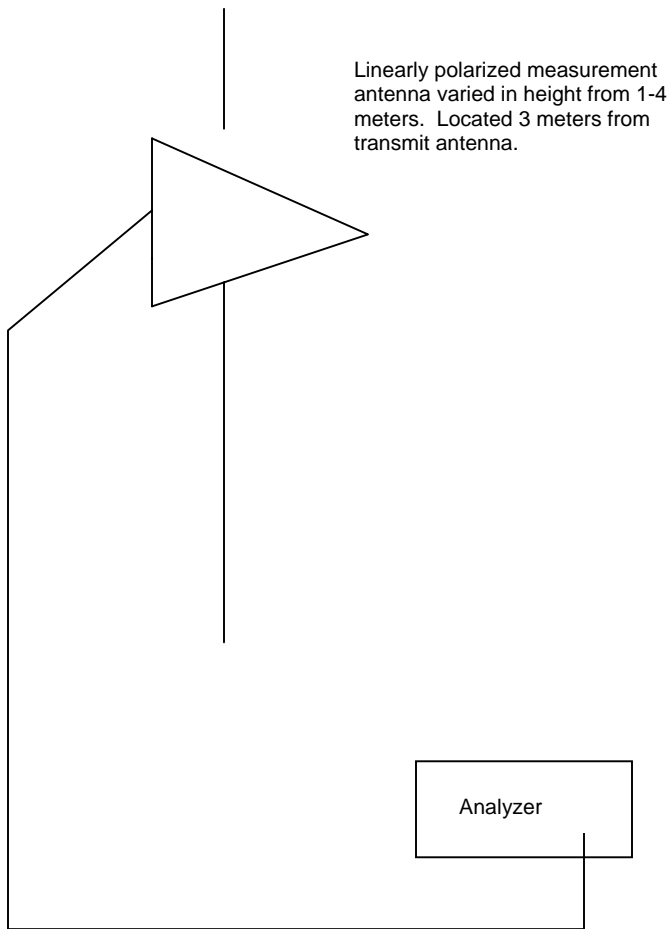 Linearly polarized measurement
antenna varied in height from 1-4
meters.  Located 3 meters from
transmit antenna.
Analyzer